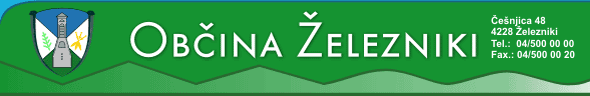 OBČINA ŽELEZNIKI
Češnjica 48
4228 Železniki
Tel.: 04/500 00 00
Fax.: 04/500 00 20